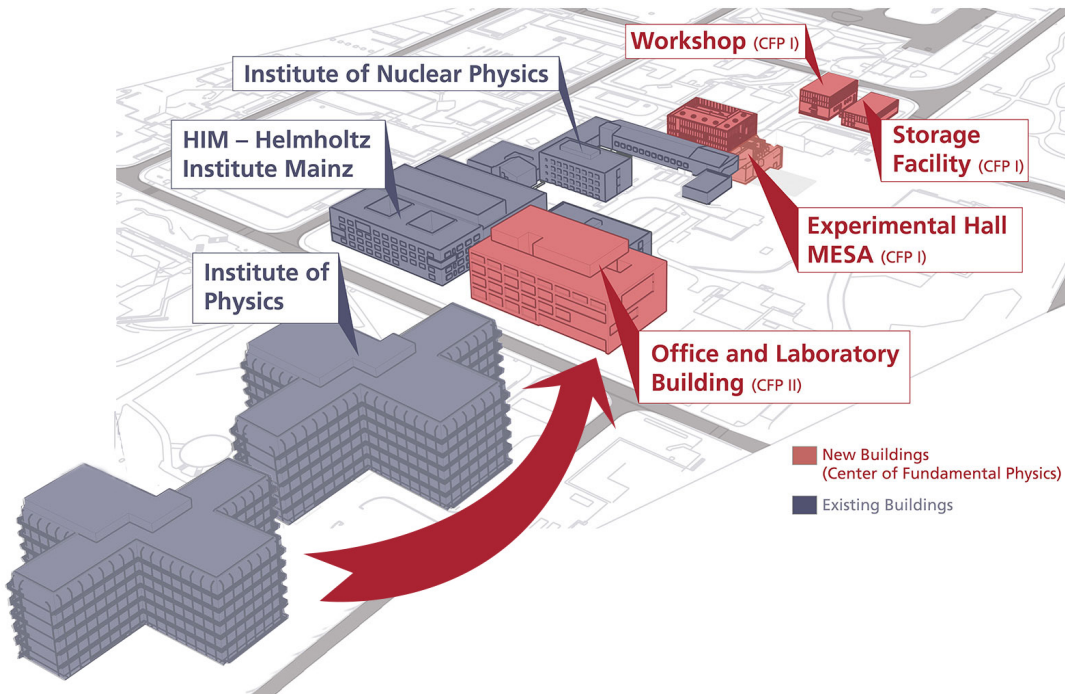 Workshop (CFP I)
Institute of Nuclear Physics
HIM – Helmholtz
Institute Mainz
Storage
Facility (CFP I)
Experimental Hall
MESA (CFP I)
Institute of
Physics
Office and Laboratory
Building (CFP II)
New Buildings
(Center of Fundamental Physics)
Existing Buildings